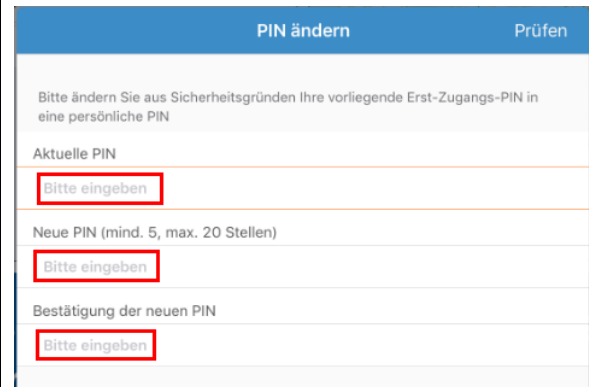 PIN ändern
Prüfen
Bitte ändern Sie aus Sicherheitsgründen Ihre vorliegende Erst-Zugangs-PIN in
eine persönliche PIN
Aktuelle PIN
Bitte eingeben
Neue PIN (mind. 5, max. 20 Stellen)
Bitte eingeben
Bestätigung der neuen PIN
Bitte eingeben